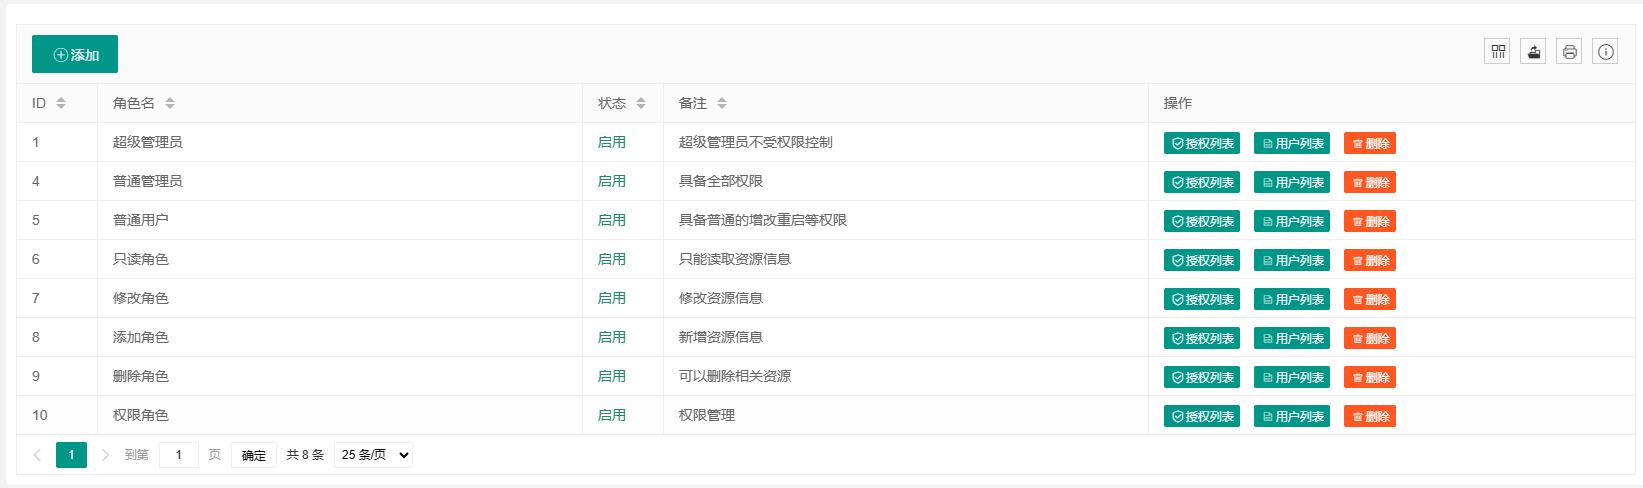 添加
ID 角色名 状态 备注 操作
1 超级管理员 启用 超级管理员不受权限控制 授权列表 用户列表 删除
4 普通管理员 启用 具备全部权限 授权列表 用户列表 删除
5 普通用户 启用 具备普通的增改重启等权限 授权列表 用户列表 删除
6 只读角色 启用 只能读取资源信息 授权列表 用户列表 删除
7 修改角色 启用 修改资源信息 授权列表 用户列表 删除
8 添加角色 启用 新增资源信息 授权列表 用户列表 删除
9 删除角色 启用 可以删除相关资源 授权列表 用户列表 删除
10 权限角色 启用 权限管理 授权列表 用户列表 删除
1 到第 1 页 确定 共 8 条 25 条/页